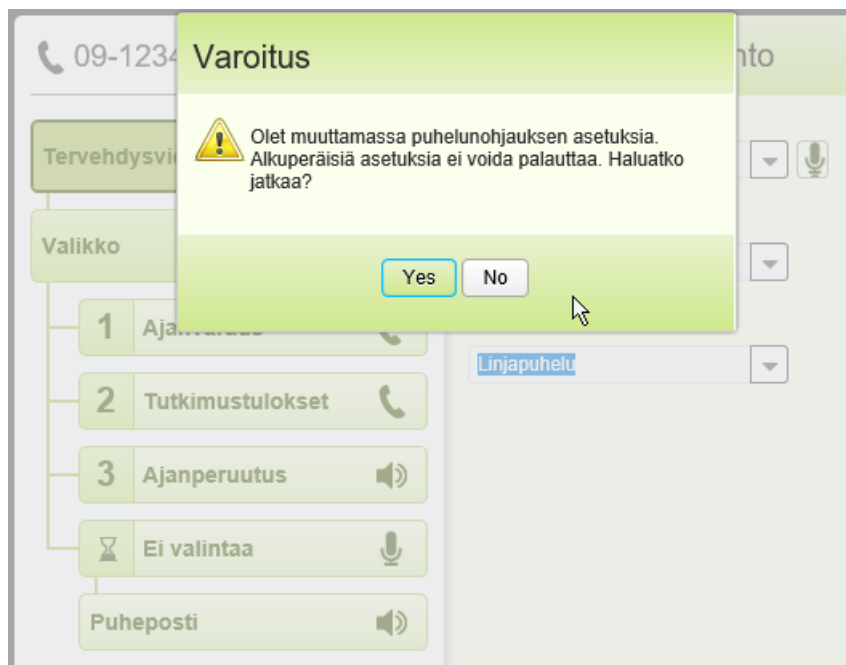 09-1234
Varoitus
Olet muuttamassa puhelunohjauksen asetuksia.
Alkuperäisiä asetuksia ei voida palauttaa. Haluatko
jatkaa?
Yes
No
Valikko
1
Linjapuhelu
2 Tutkimustulokset
3 Ajanperuutus
Ei valintaa
Puheposti